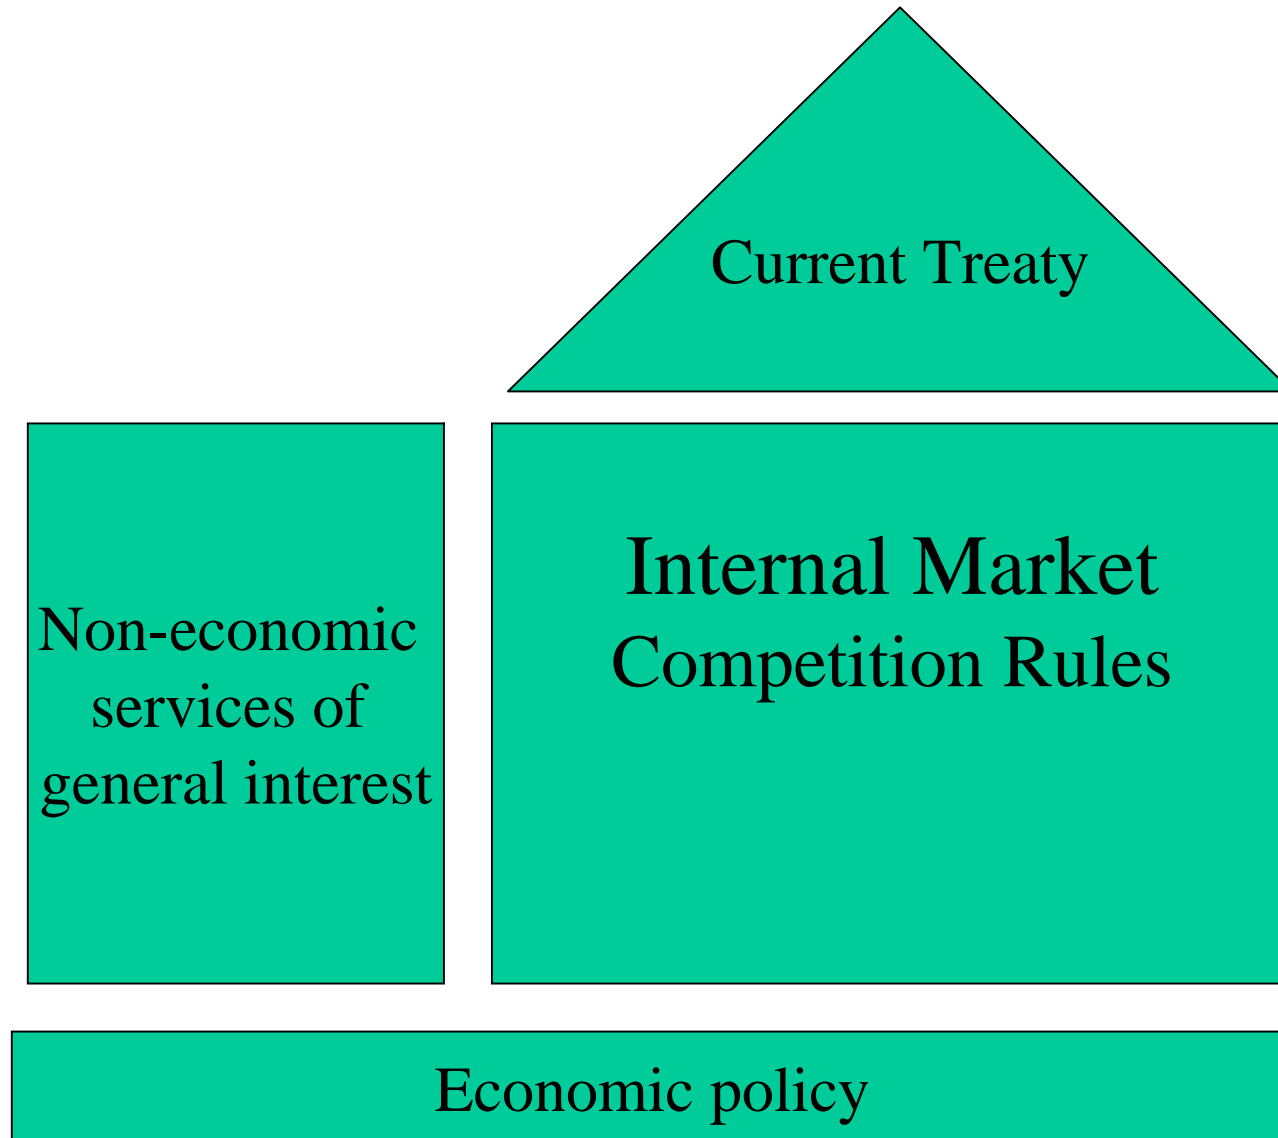 Current Treaty
Non-economic
services of
general interest
Internal Market
Competition Rules
Economic policy